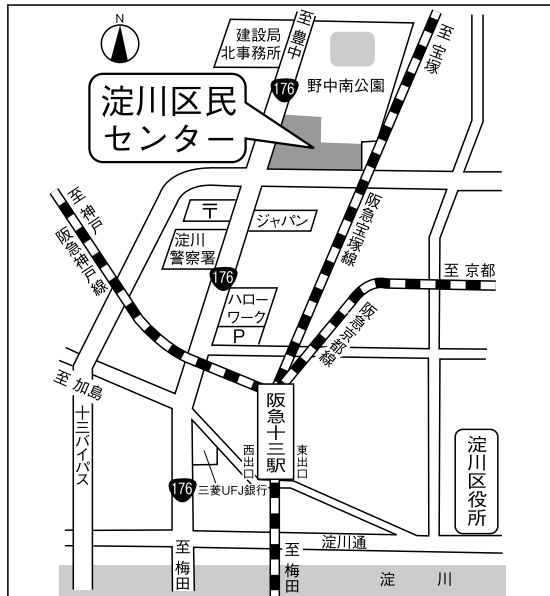 N
至 豊中
至 宝塚
建設局
北事務所
176
野中南公園
淀川区民
センター
至 神戸
阪急神戸線
〒
ジャパン
阪急宝塚線
淀川
警察署
176
至 京都
ハロー
ワーク
P
阪急京都線
至 加島
十三バイパス
阪急十三駅
西出口
東出口
淀川区役所
176
三菱UFJ銀行
淀川通
至 梅田
至 梅田
淀 川